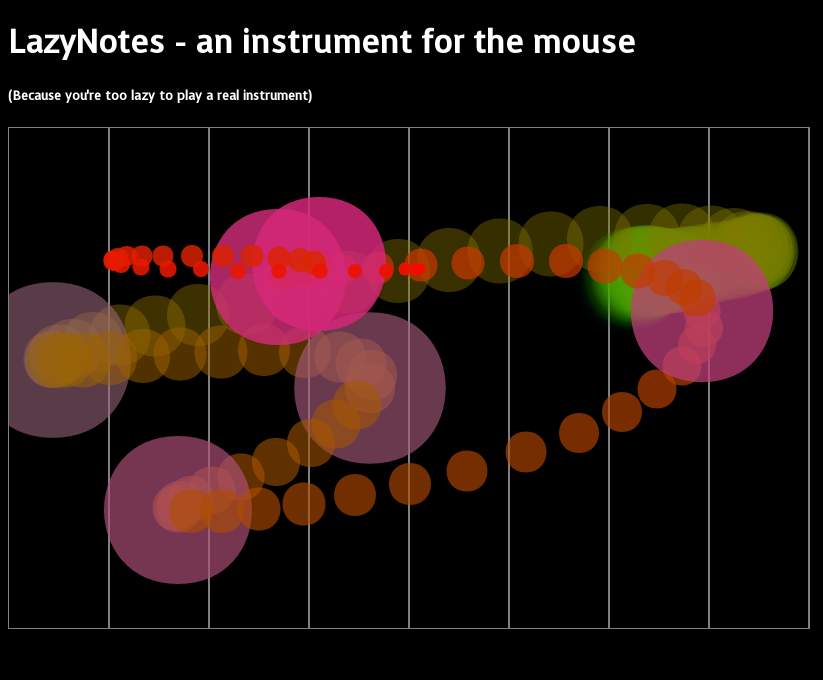 LazyNotes - an instrument for the mouse
(Because you're too lazy to play a real instrument)